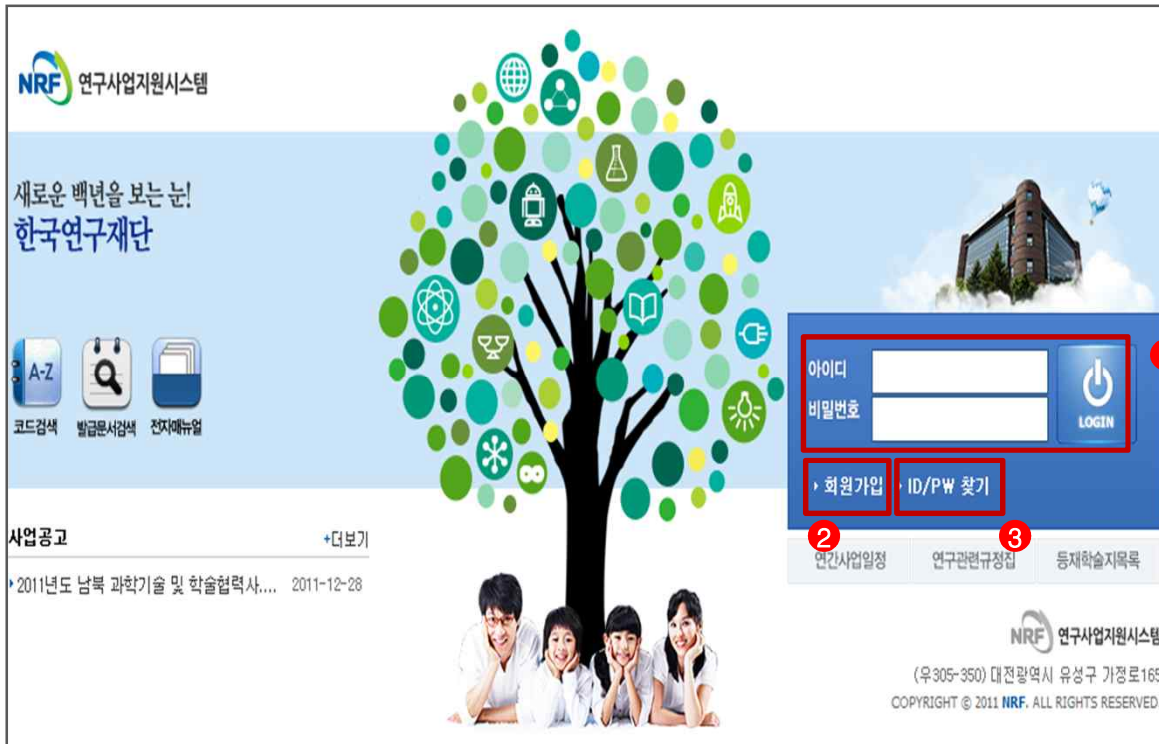 NRF 연구사업지원시스템
새로운 백년을 보는 눈!
한국연구재단
A-Z
코드검색 발급문서검색 전자매뉴얼
아이디
비밀번호
LOGIN
회원가입 ID/PW 찾기
2 3
연간사업일정 연구관련규정집 등재학술지목록
사업공고 +더보기
2011년도 남북 과학기술 및 학술협력사.... 2011-12-28
NRF 연구사업지원시스템
(우305-350) 대전광역시 유성구 가정로165
COPYRIGHT © 2011 NRF. ALL RIGHTS RESERVED.